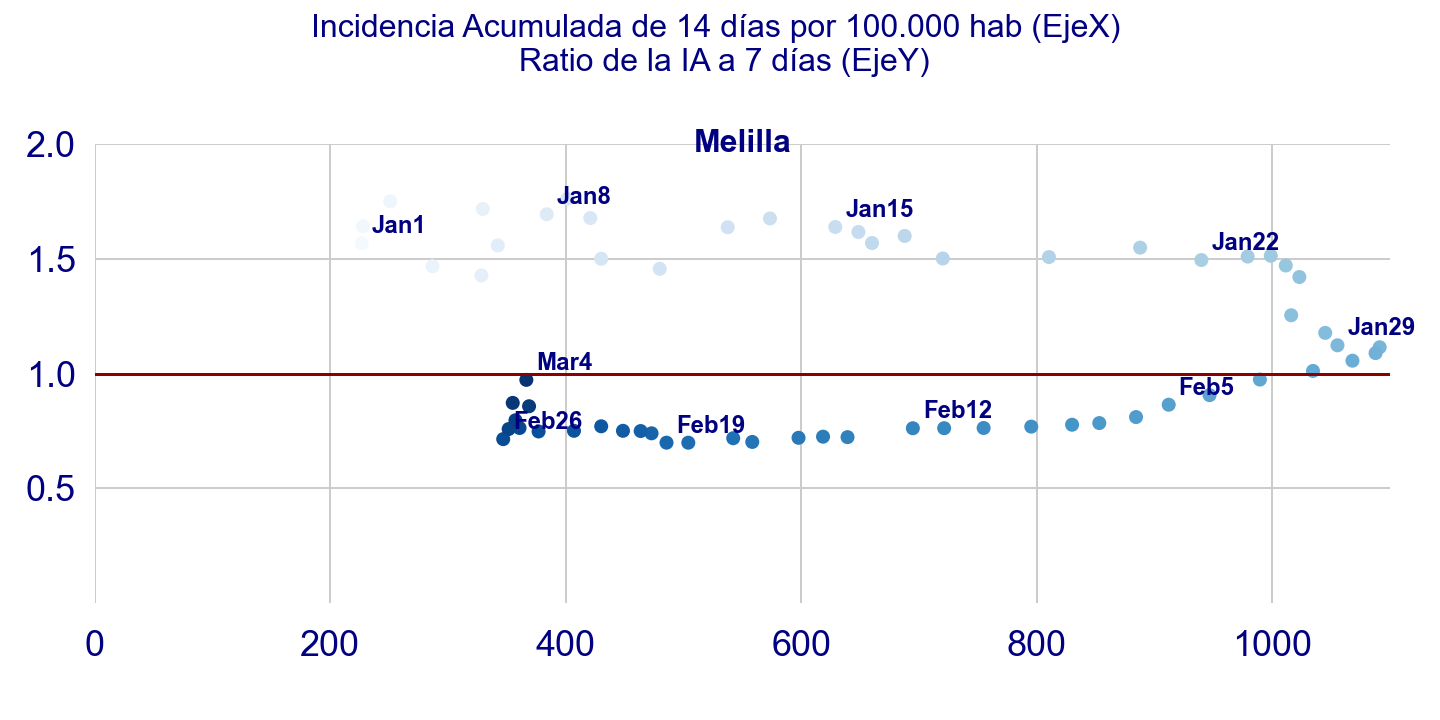 Incidencia Acumulada de 14 días por 100.000 hab (EjeX)
Ratio de la IA a 7 días (EjeY)
Melilla
2.0
Jan8
Jan1
Jan15
1.5
Jan22
Jan29
1.0
Mar4
Feb5
Feb26
Feb19
Feb12
0.5
0 200 400 600 800 1000